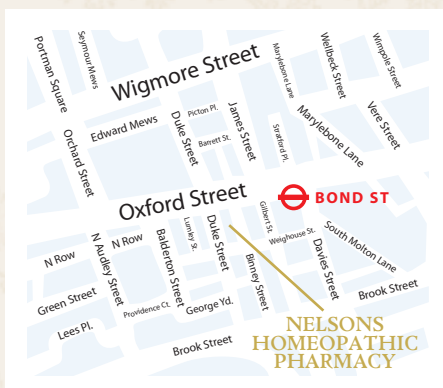 Portman Square
Seymour Mews
Wigmore Street
Marylebone Lane
Welbeck Street
Wimpole Street
Orchard Street
Edward Mews
Duke Street
Picton Pl.
Barrett St.
James Street
Stratford Pl.
Marylebone Lane
Vere Street
Oxford Street
BOND ST
N Row
N Audley Street
N Row
Balderton Street
Lumley St.
Duke Street
Gilbert St.
Weighouse St.
Binney Street
Davies Street
South Molton Lane
Green Street
Lees Pl.
Providence Ct.
George Yd.
Brook Street
Brook Street
NELSONS
HOMEOPATHIC
PHARMACY